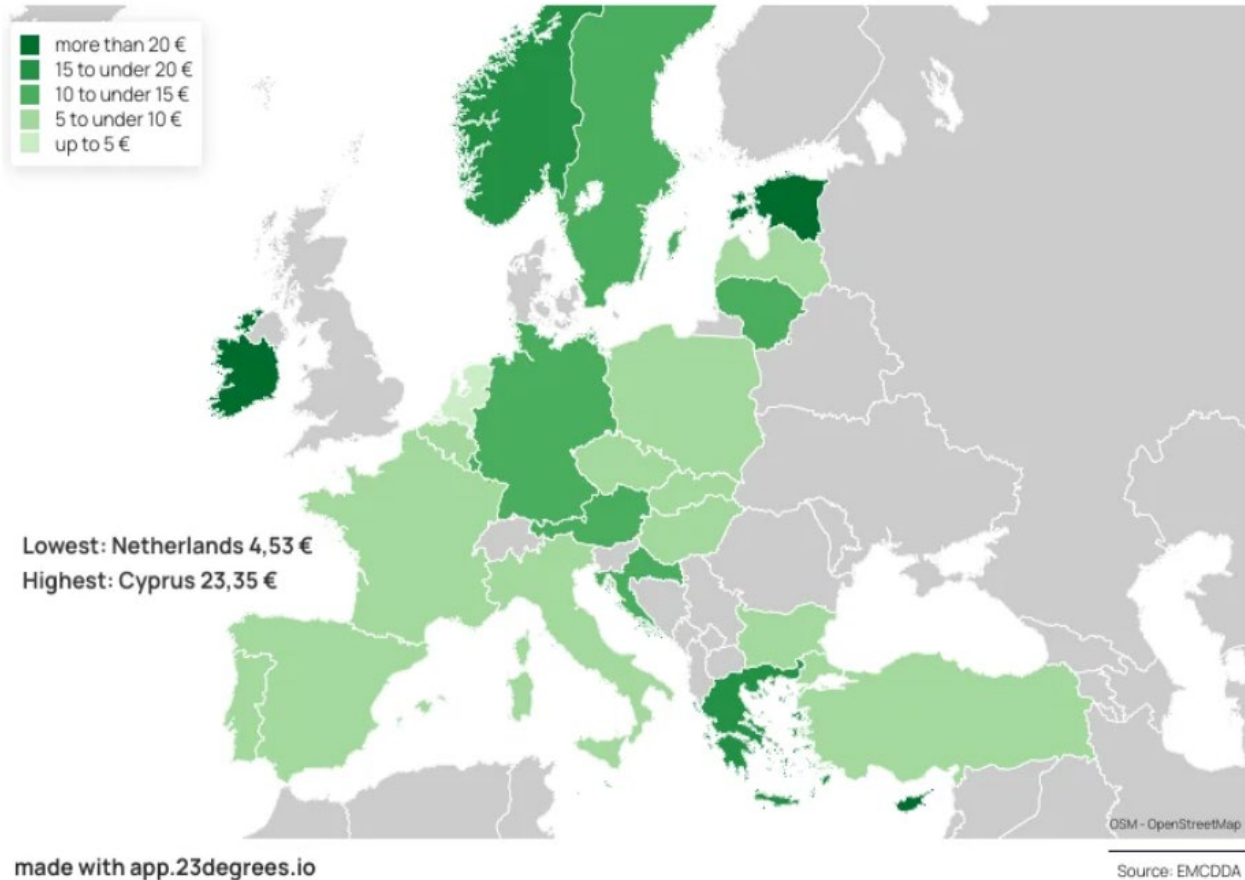 more than 20 €
15 to under 20 €
10 to under 15 €
5 to under 10 €
up to 5 €
Lowest: Netherlands 4,53 €
Highest: Cyprus 23,35 €
OSM - OpenStreetMap
made with app.23degrees.io
Source: EMCDDA